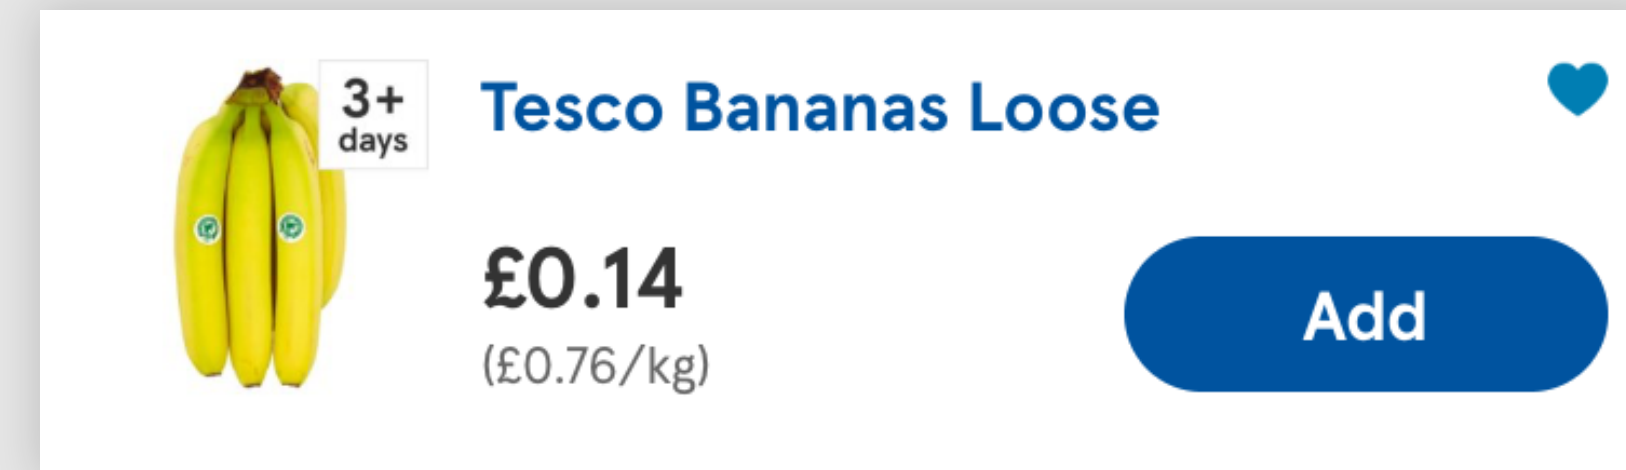 3+
days
Tesco Bananas Loose
£0.14
(£0.76/kg)
Add